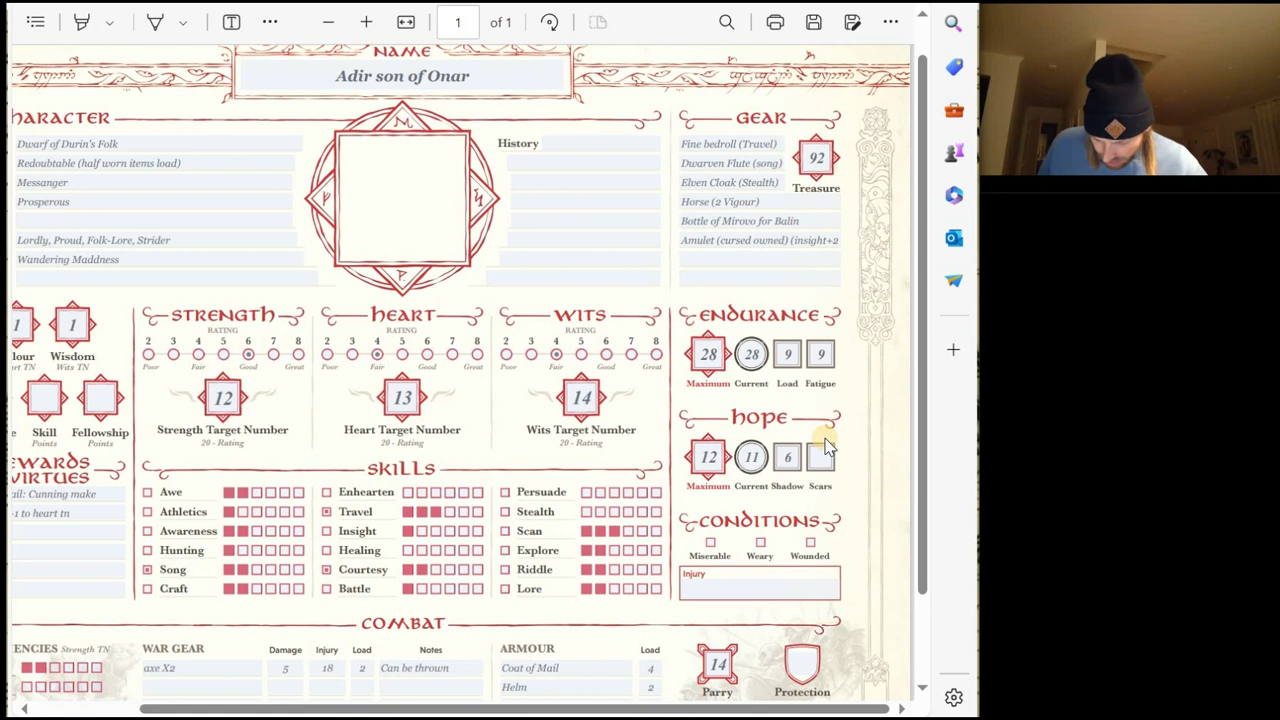 1 of 1
NAME
Adir son of Onar
HARACTER
Dwarf of Durin's Folk
Redoubtable (half worn items load)
Messanger
Prosperous
Lordly, Proud, Folk-Lore, Strider
Wandering Maddness
History
GEAR
Fine bedroll (Travel)
Dwarven Flute (song)
Elven Cloak (Stealth)
Horse (2 Vigour)
Bottle of Mirovo for Balin
Amulet (cursed owned) (insight+2
92
Treasure
1 1
lour Wisdom
rt TN Wits TN
Skill Fellowship
Points Points
STRENGTH
RATING
2 3 4 5 6 7 8
Poor Fair Good Great
12
Strength Target Number
20 - Rating
HEART
RATING
2 3 4 5 6 7 8
Poor Fair Good Great
13
Heart Target Number
20 - Rating
WITS
RATING
2 3 4 5 6 7 8
Poor Fair Good Great
14
Wits Target Number
20 - Rating
ENDURANCE
28 28 9 9
Maximum Current Load Fatigue
HOPE
12 11 6
Maximum Current Shadow Scars
EWARDS
VIRTUES
ail: Cunning make
-1 to heart tn
SKILLS
Awe Enhearten Persuade
Athletics Travel Stealth
Awareness Insight Scan
Hunting Healing Explore
Song Courtesy Riddle
Craft Battle Lore
CONDITIONS
Miserable Weary Wounded
Injury
COMBAT
ENCIES Strength TN
WAR GEAR Damage Injury Load Notes
axe X2 5 18 2 Can be thrown
ARMOUR Load
Coat of Mail 4
Helm 2
14
Parry Protection